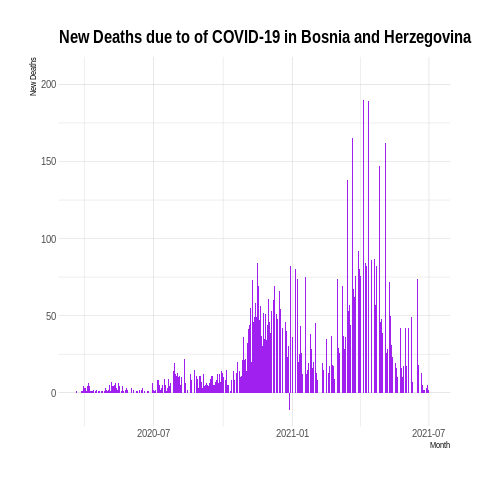 New Deaths due to of COVID-19 in Bosnia and Herzegovina
New Deaths
200
150
100
50
0
2020-07
2021-01
2021-07
Month